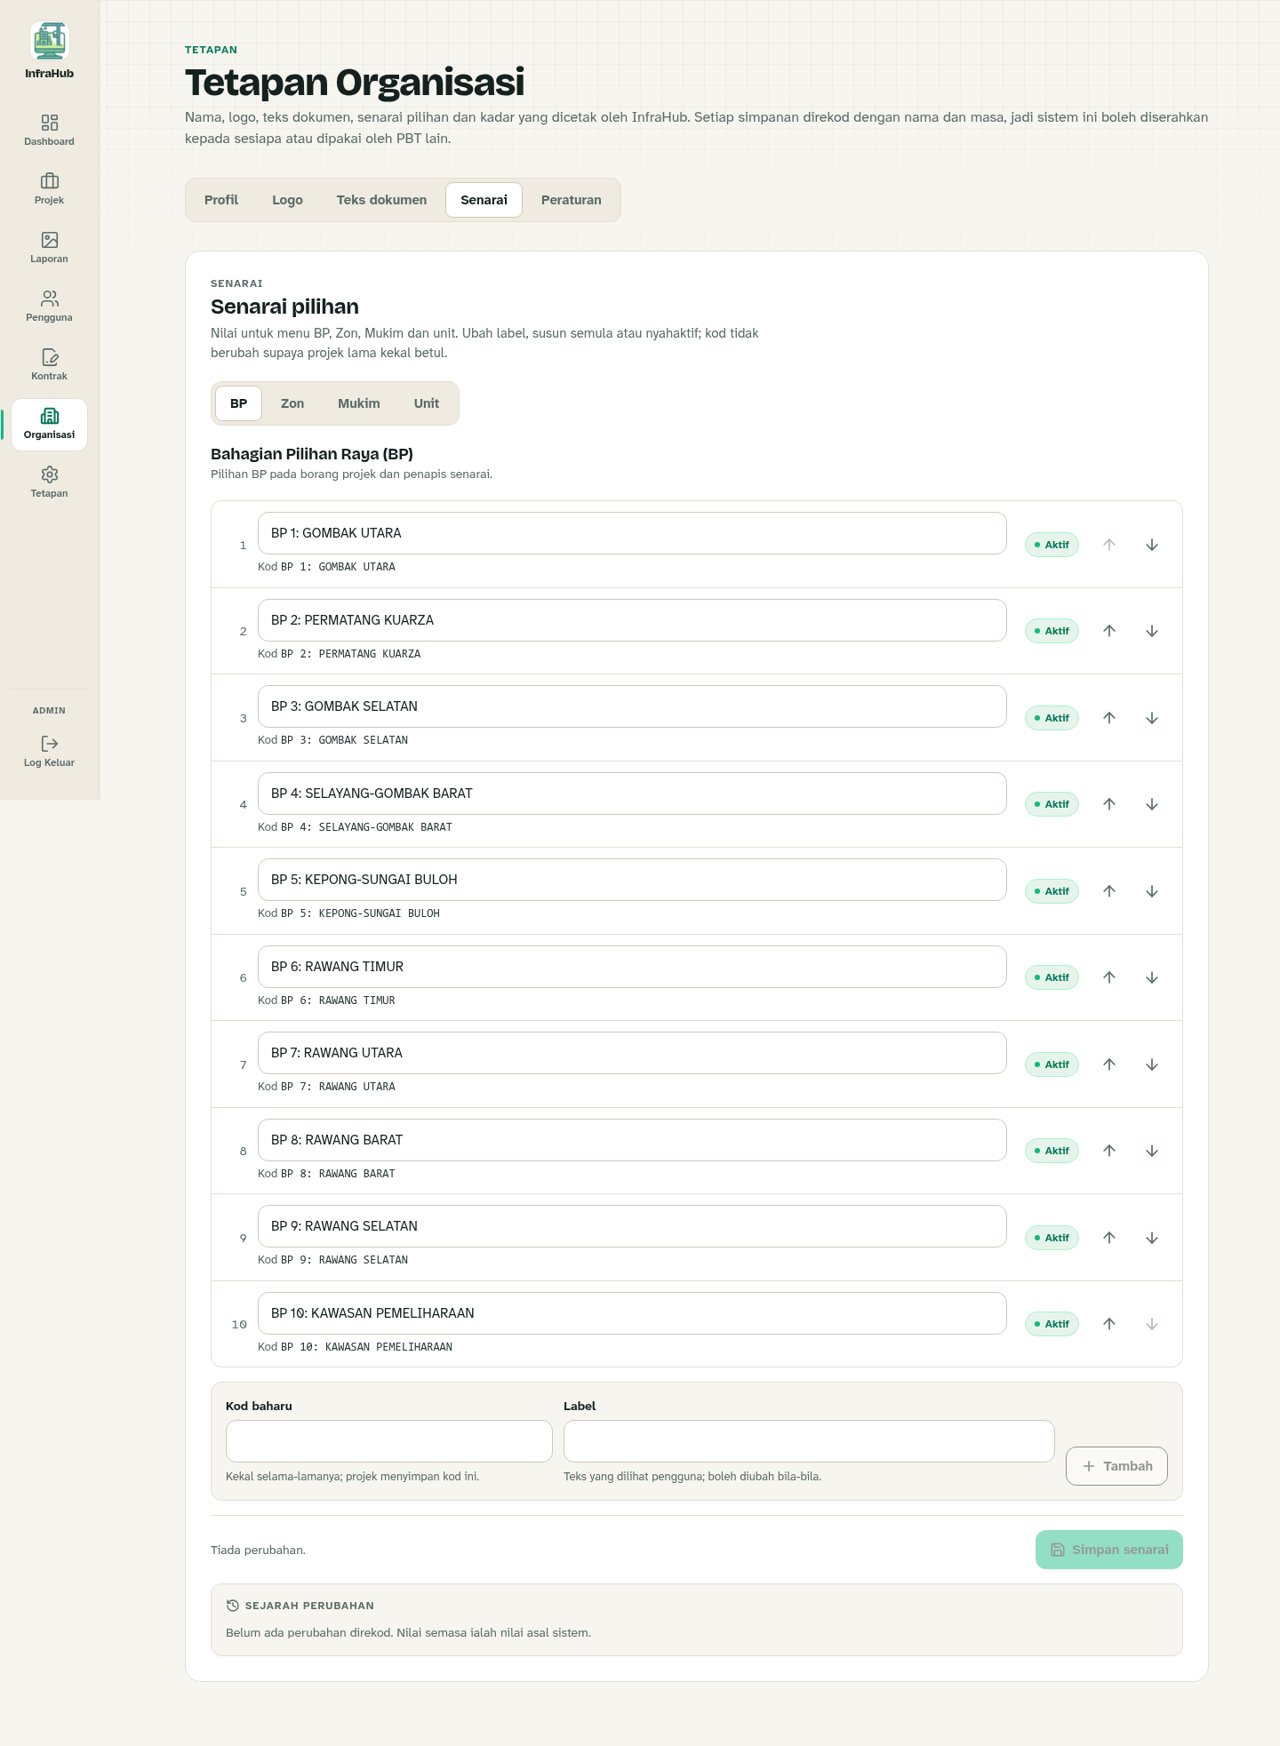 InfraHub
Dashboard
Projek
Laporan
Pengguna
Kontrak
Organisasi
Tetapan
ADMIN
Log Keluar
TETAPAN
Tetapan Organisasi
Nama, logo, teks dokumen, senarai pilihan dan kadar yang dicetak oleh InfraHub. Setiap simpanan direkod dengan nama dan masa, jadi sistem ini boleh diserahkan
kepada sesiapa atau dipakai oleh PBT lain.
Profil Logo Teks dokumen Senarai Peraturan
SENARAI
Senarai pilihan
Nilai untuk menu BP, Zon, Mukim dan unit. Ubah label, susun semula atau nyahaktif; kod tidak
berubah supaya projek lama kekal betul.
BP Zon Mukim Unit
Bahagian Pilihan Raya (BP)
Pilihan BP pada borang projek dan penapis senarai.
1 BP 1: GOMBAK UTARA Aktif
Kod BP 1: GOMBAK UTARA
2 BP 2: PERMATANG KUARZA Aktif
Kod BP 2: PERMATANG KUARZA
3 BP 3: GOMBAK SELATAN Aktif
Kod BP 3: GOMBAK SELATAN
4 BP 4: SELAYANG-GOMBAK BARAT Aktif
Kod BP 4: SELAYANG-GOMBAK BARAT
5 BP 5: KEPONG-SUNGAI BULOH Aktif
Kod BP 5: KEPONG-SUNGAI BULOH
6 BP 6: RAWANG TIMUR Aktif
Kod BP 6: RAWANG TIMUR
7 BP 7: RAWANG UTARA Aktif
Kod BP 7: RAWANG UTARA
8 BP 8: RAWANG BARAT Aktif
Kod BP 8: RAWANG BARAT
9 BP 9: RAWANG SELATAN Aktif
Kod BP 9: RAWANG SELATAN
10 BP 10: KAWASAN PEMELIHARAAN Aktif
Kod BP 10: KAWASAN PEMELIHARAAN
Kod baharu Label
Kekal selama-lamanya; projek menyimpan kod ini. Teks yang dilihat pengguna; boleh diubah bila-bila.
Tambah
Tiada perubahan.
Simpan senarai
SEJARAH PERUBAHAN
Belum ada perubahan direkod. Nilai semasa ialah nilai asal sistem.